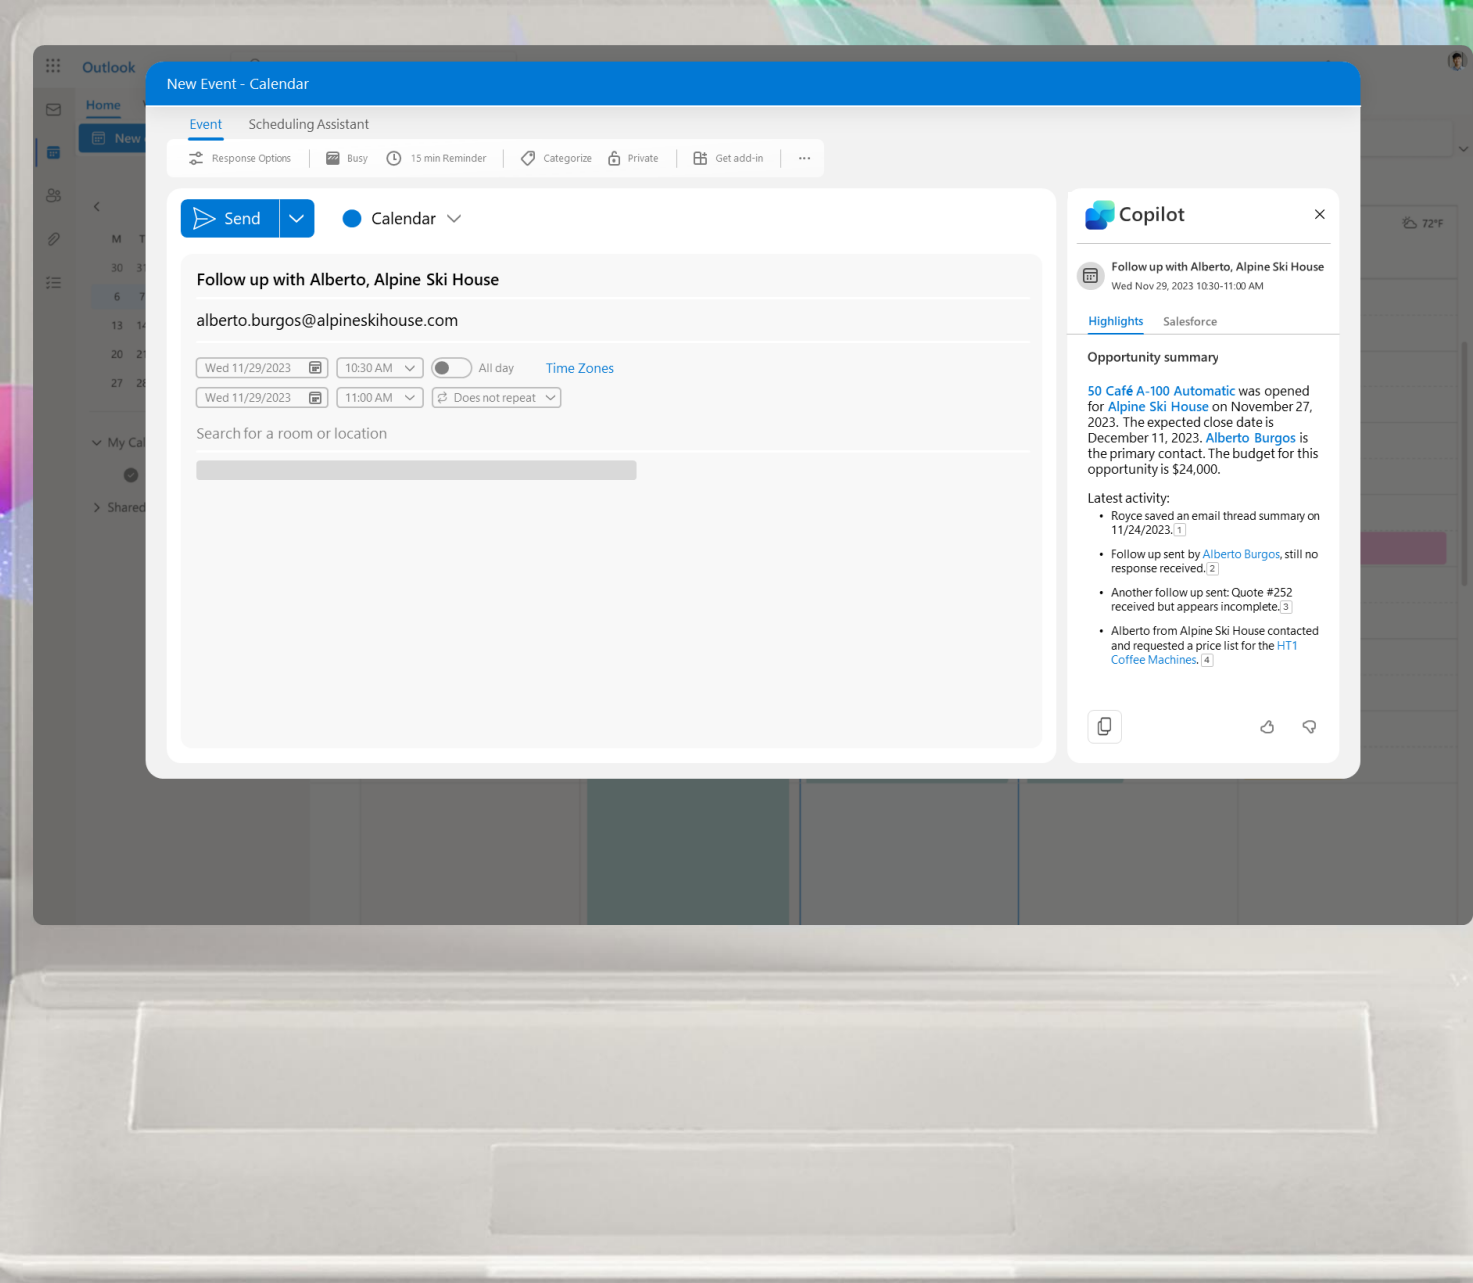 Outlook
New Event - Calendar
Home
Event
Scheduling Assistant
New
Response Options
Busy
15 min Reminder
Categorize
Private
Get add-in
Send
Calendar
Copilot
72°F
M
30
6
13 14
20 21
27 28
My Cal
Shared
Follow up with Alberto, Alpine Ski House
alberto.burgos@alpineskihouse.com
Wed 11/29/2023
10:30 AM
All day
Time Zones
Wed 11/29/2023
11:00 AM
Does not repeat
Search for a room or location
Follow up with Alberto, Alpine Ski House
Wed Nov 29, 2023 10:30-11:00 AM
Highlights
Salesforce
Opportunity summary
50 Café A-100 Automatic was opened
for Alpine Ski House on November 27,
2023. The expected close date is
December 11, 2023. Alberto Burgos is
the primary contact. The budget for this
opportunity is $24,000.
Latest activity:
• Royce saved an email thread summary on
11/24/2023. 1
• Follow up sent by Alberto Burgos, still no
response received. 2
• Another follow up sent: Quote #252
received but appears incomplete. 3
• Alberto from Alpine Ski House contacted
and requested a price list for the HT1
Coffee Machines. 4